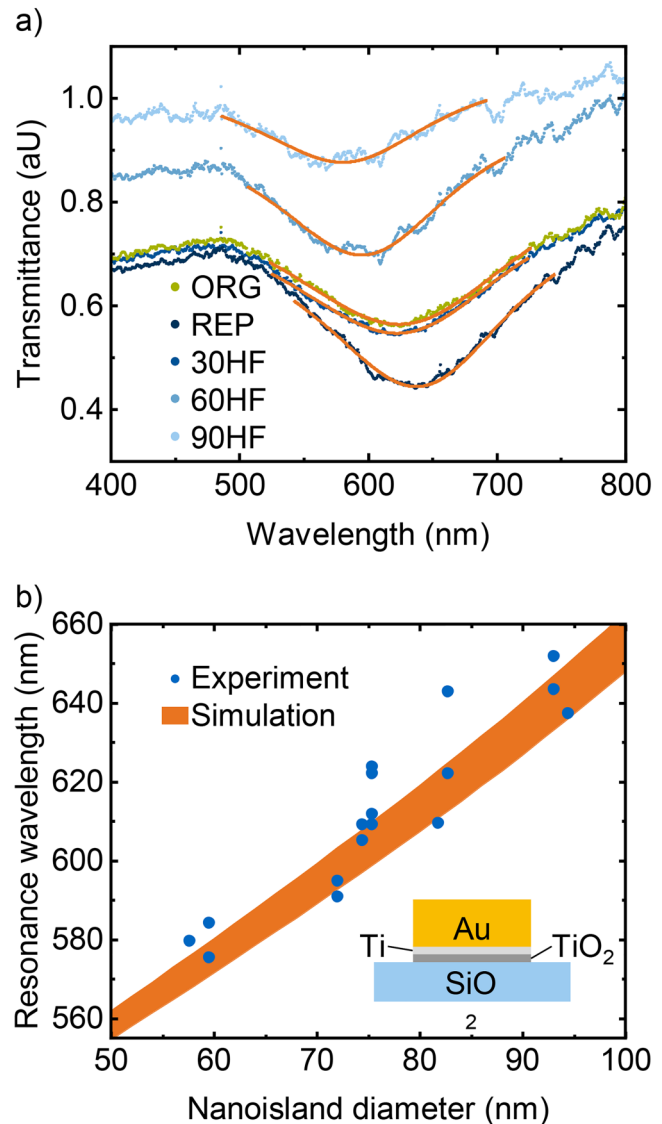 a)
Transmittance (aU)
1.0
0.8
0.6
0.4
ORG
REP
30HF
60HF
90HF
400 500 600 700 800
Wavelength (nm)
b)
Resonance wavelength (nm)
660
640
620
600
580
560
Experiment
Simulation
Au
Ti
TiO2
SiO
2
50 60 70 80 90 100
Nanoisland diameter (nm)